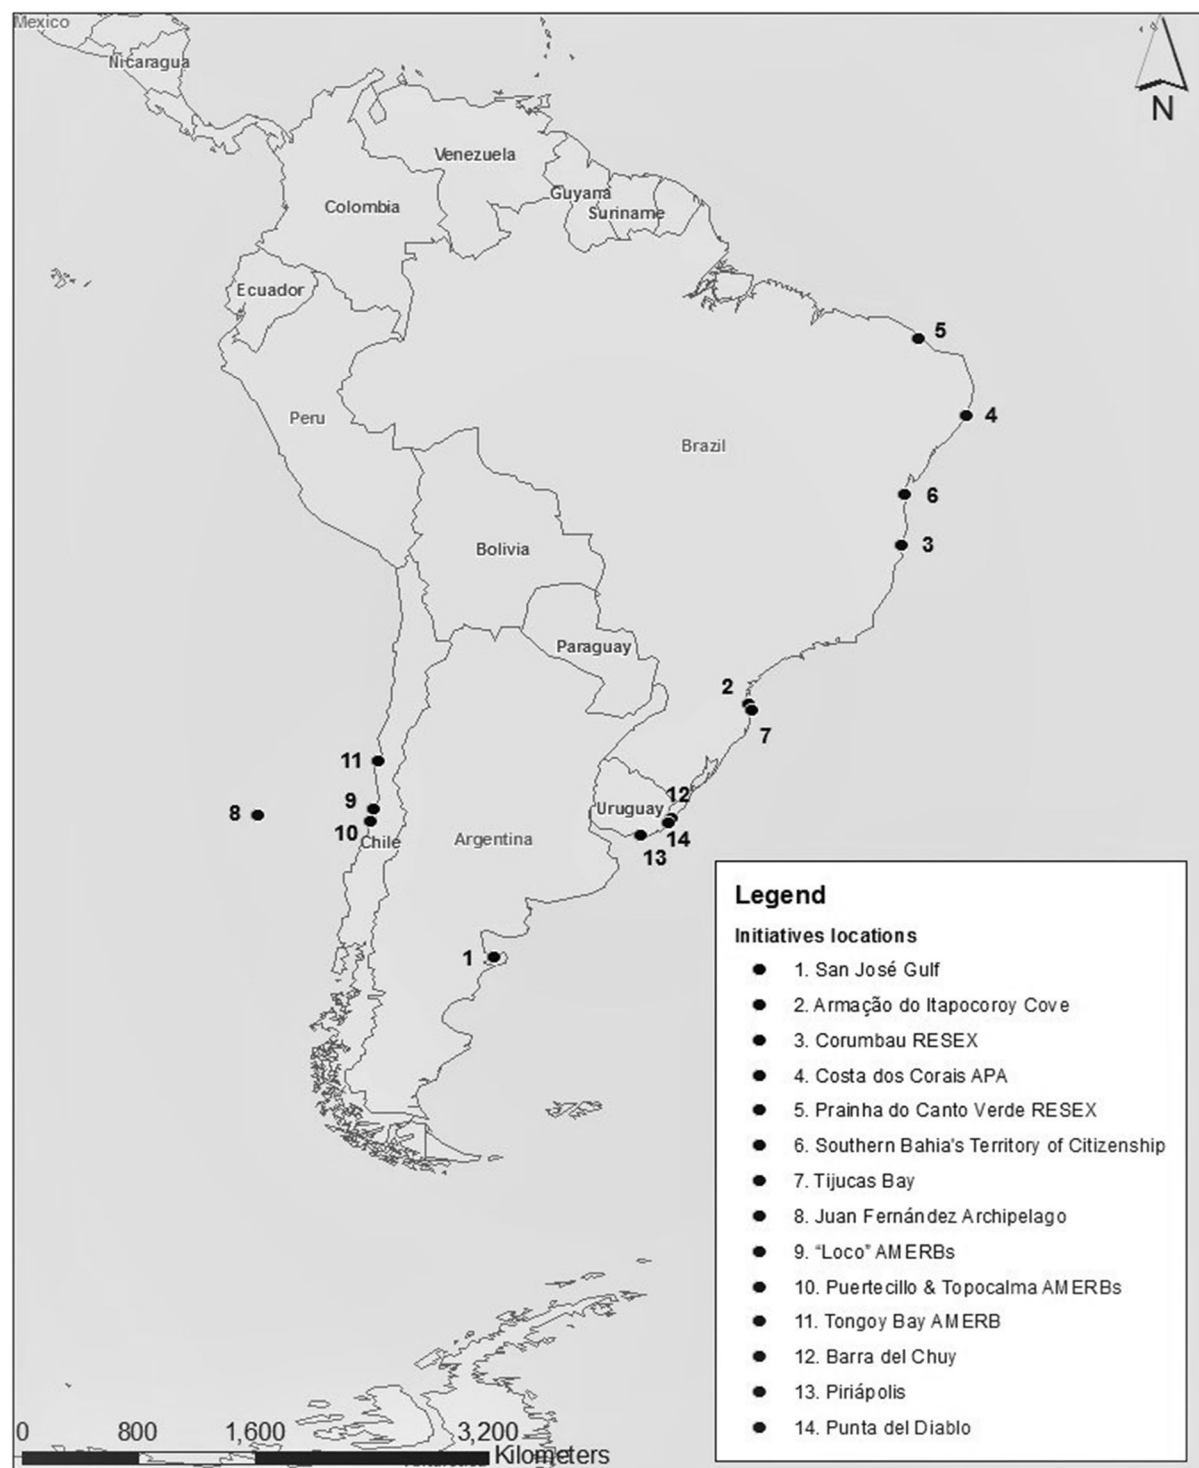 Mexico
Nicaragua
N
Venezuela
Guyana
Suriname
Colombia
Ecuador
5
Peru
4
Brazil
6
3
Bolivia
Paraguay
2
7
11
12
9
Uruguay
8
10
14
Chile
Argentina
13
1
Legend
Initiatives locations
1. San José Gulf
2. Armação do Itapocoroy Cove
3. Corumbau RESEX
4. Costa dos Corais APA
5. Prainha do Canto Verde RESEX
6. Southern Bahia's Territory of Citizenship
7. Tijucas Bay
8. Juan Fernández Archipelago
9. “Loco” AMERBs
10. Puertecillo & Topocalma AMERBs
11. Tongoy Bay AMERB
12. Barra del Chuy
13. Piriápolis
14. Punta del Diablo
0 800 1,600 3,200
Kilometers